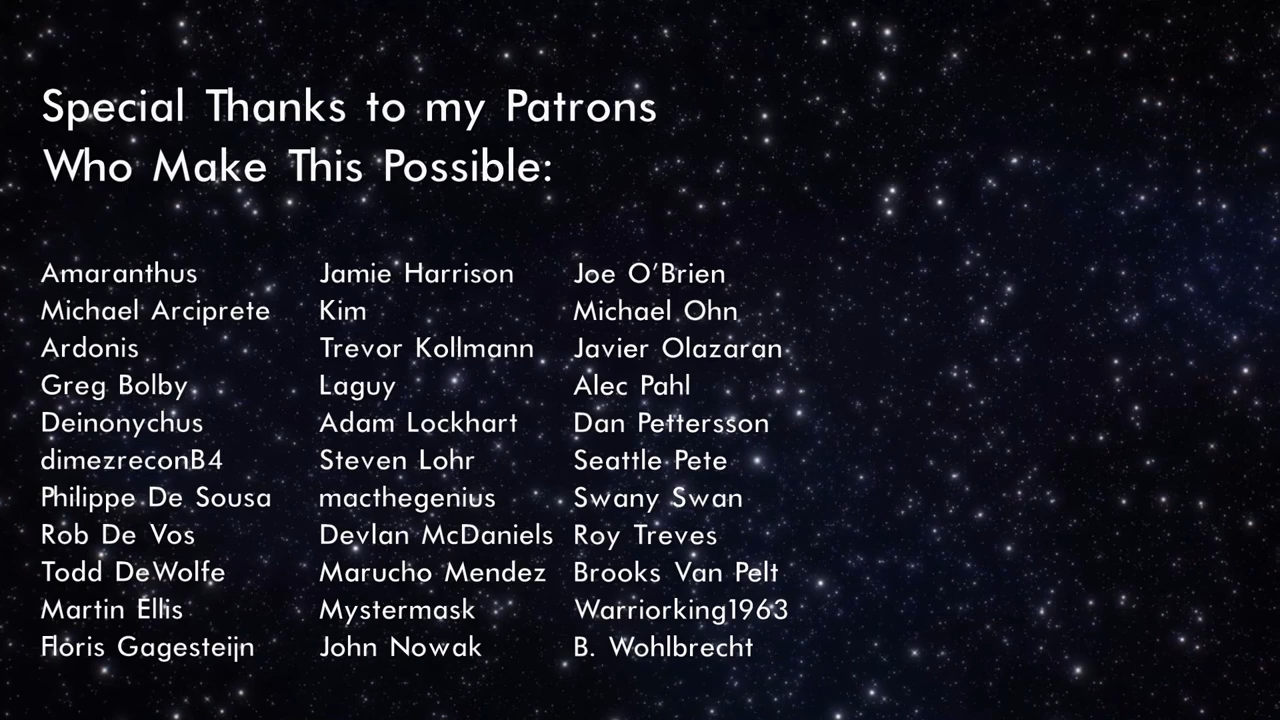 Special Thanks to my Patrons
Who Make This Possible:
Amaranthus
Michael Arciprete
Ardonis
Greg Bolby
Deinonychus
dimezreconB4
Philippe De Sousa
Rob De Vos
Todd DeWolfe
Martin Ellis
Floris Gagesteijn
Jamie Harrison
Kim
Trevor Kollmann
Laguy
Adam Lockhart
Steven Lohr
macthegenius
Devlan McDaniels
Marucho Mendez
Mystermask
John Nowak
Joe O’Brien
Michael Ohn
Javier Olazaran
Alec Pahl
Dan Pettersson
Seattle Pete
Swany Swan
Roy Treves
Brooks Van Pelt
Warriorking1963
B. Wohlbrecht